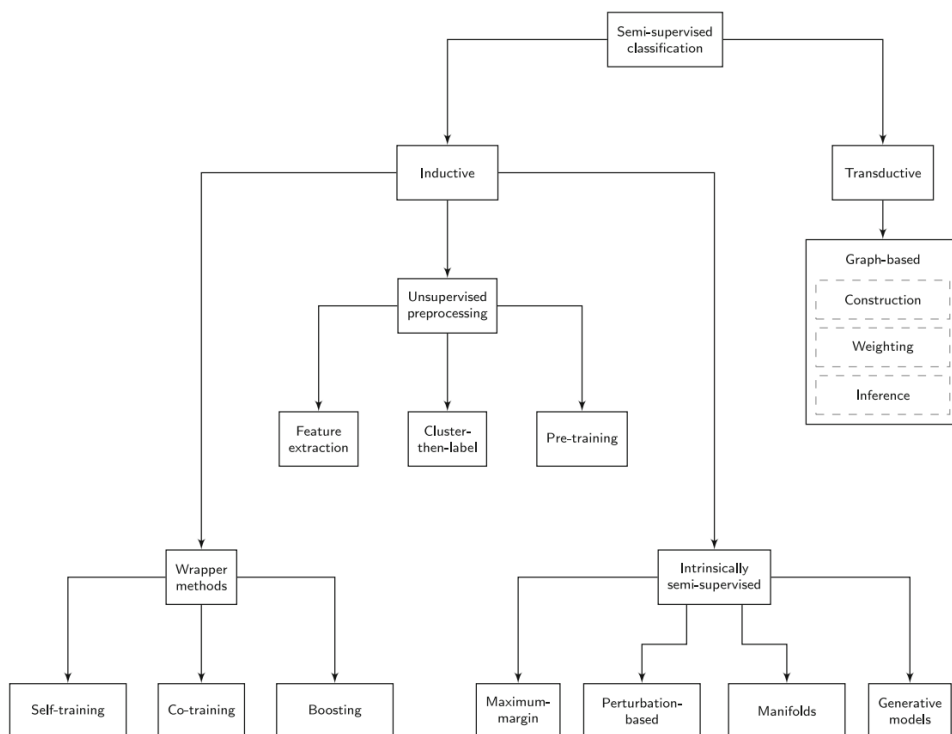 Semi-supervised
classification
Inductive
Transductive
Graph-based
Construction
Weighting
Inference
Unsupervised
preprocessing
Feature
extraction
Cluster-
then-label
Pre-training
Wrapper
methods
Intrinsically
semi-supervised
Self-training
Co-training
Boosting
Maximum-
margin
Perturbation-
based
Manifolds
Generative
models